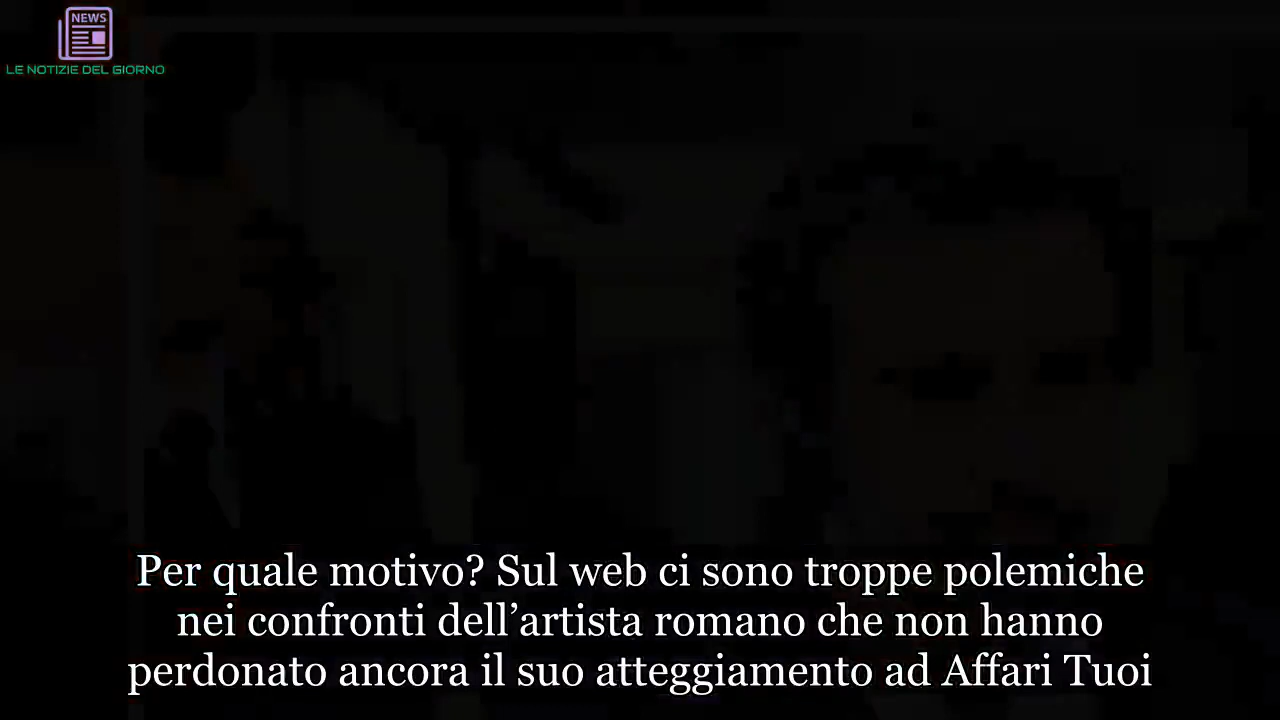 NEWS
LE NOTIZIE DEL GIORNO
Per quale motivo? Sul web ci sono troppe polemiche
nei confronti dell’artista romano che non hanno
perdonato ancora il suo atteggiamento ad Affari Tuoi